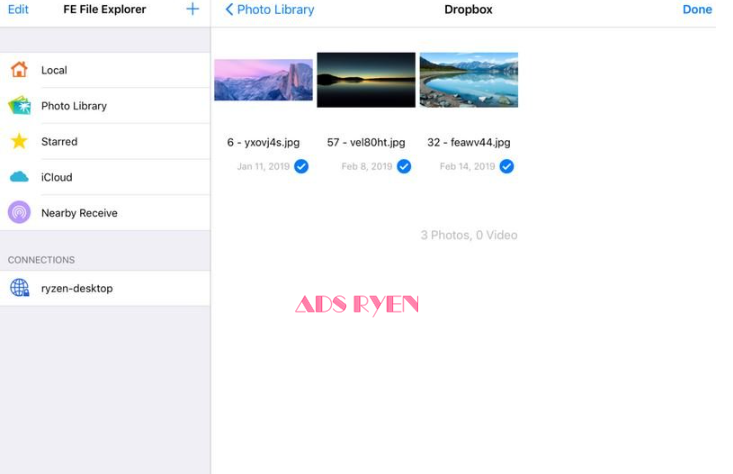 Edit
FE File Explorer
+
Photo Library
Dropbox
Done
Local
Photo Library
Starred
iCloud
Nearby Receive
CONNECTIONS
ryzen-desktop
6 - yxovj4s.jpg
57 - vel80ht.jpg
32 - feawv44.jpg
Jan 11, 2019
Feb 8, 2019
Feb 14, 2019
3 Photos, 0 Video
ADS RYEN